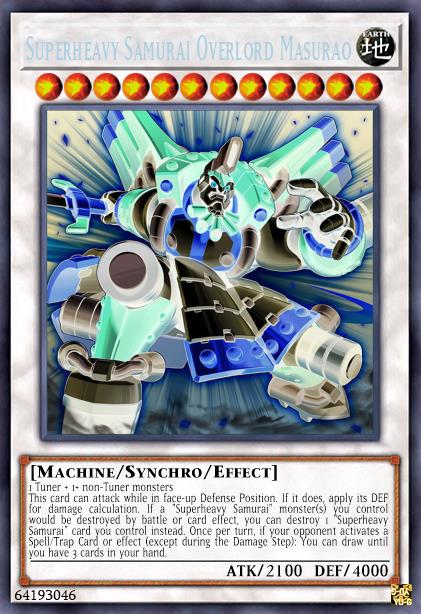 Superheavy Samurai Overlord Masurao
EARTH
地
[Machine/Synchro/Effect]
1 Tuner + 1+ non-Tuner monsters
This card can attack while in face-up Defense Position. If it does, apply its DEF
for damage calculation. If a "Superheavy Samurai" monster(s) you control
would be destroyed by battle or card effect, you can destroy 1 "Superheavy
Samurai" card you control instead. Once per turn, if your opponent activates a
Spell/Trap Card or effect (except during the Damage Step): You can draw until
you have 3 cards in your hand.
ATK/2100 DEF/4000
64193046